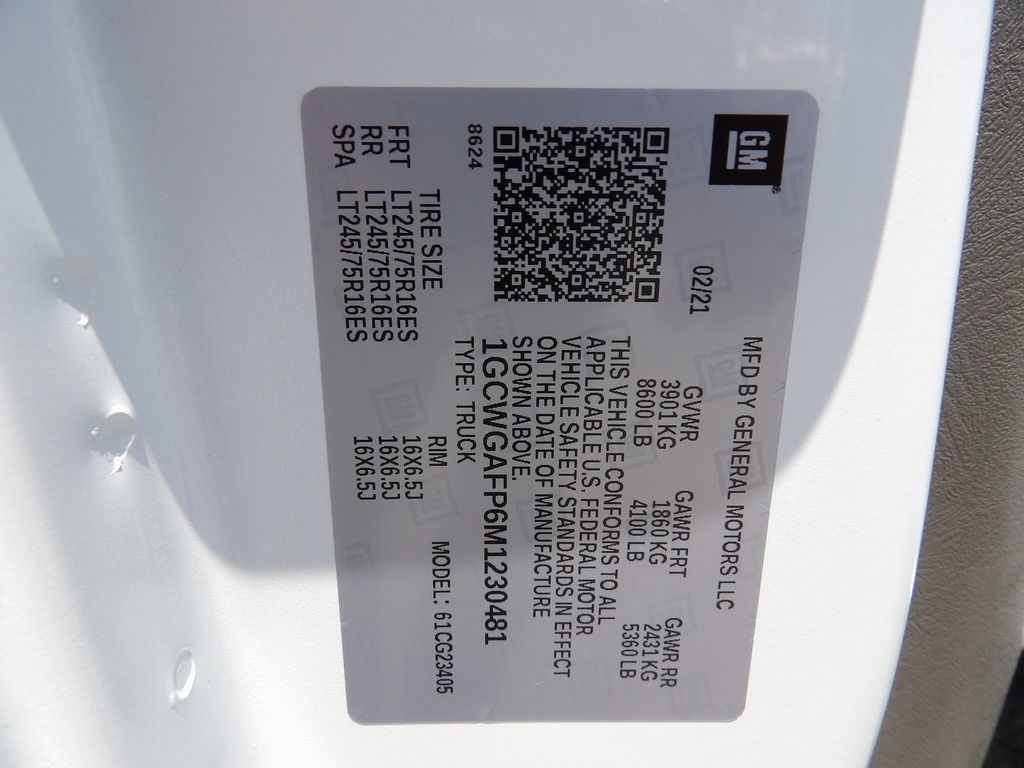 GM
MFD BY GENERAL MOTORS LLC
02/21
GVWR GAWR FRT GAWR RR
3901 KG 1860 KG 2431 KG
8600 LB 4100 LB 5360 LB
THIS VEHICLE CONFORMS TO ALL
APPLICABLE U.S. FEDERAL MOTOR
VEHICLE SAFETY STANDARDS IN EFFECT
ON THE DATE OF MANUFACTURE
SHOWN ABOVE.
1GCWGAFP6M1230481
8624
TYPE: TRUCK MODEL: 61CG23405
TIRE SIZE RIM
FRT LT245/75R16ES 16X6.5J
RR LT245/75R16ES 16X6.5J
SPA LT245/75R16ES 16X6.5J